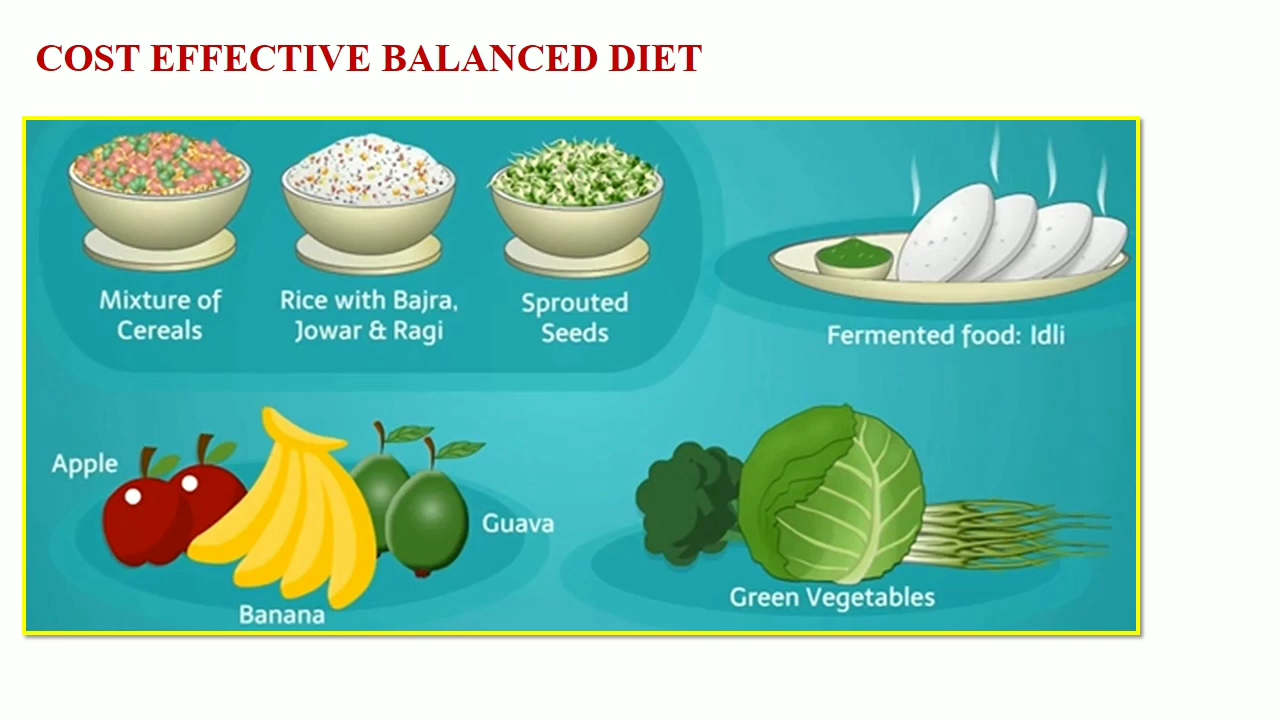 COST EFFECTIVE BALANCED DIET
Mixture of
Cereals
Rice with Bajra,
Jowar & Ragi
Sprouted
Seeds
Fermented food: Idli
Apple
Guava
Banana
Green Vegetables